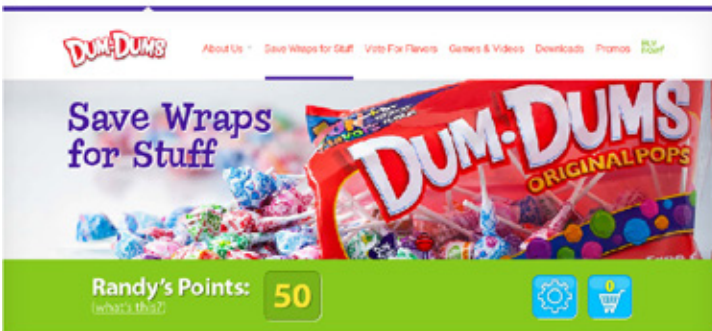 DUM-DUMS
About Us Save Wraps for Stuff Vote For Flavors Games & Videos Downloads Promos
Save Wraps
for Stuff
DUM-DUMS
ORIGINAL POPS
Randy's Points:
50
(what's this?)
0